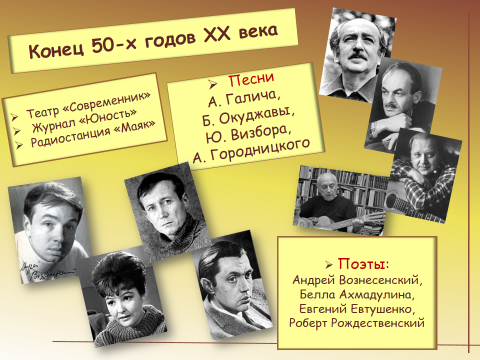 Конец 50-х годов XX века
Театр «Современник»
Журнал «Юность»
Радиостанция «Маяк»
Песни
А. Галича,
Б. Окуджавы,
Ю. Визбора,
А. Городницкого
Поэты:
Андрей Вознесенский,
Белла Ахмадулина,
Евгений Евтушенко,
Роберт Рождественский